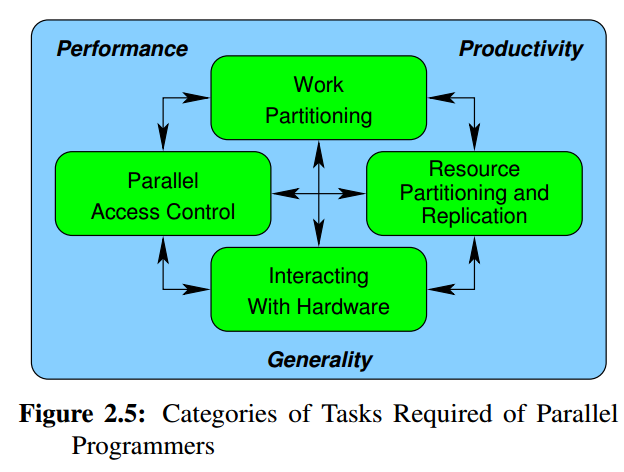 Performance
Productivity
Work
Partitioning
Parallel
Access Control
Resource
Partitioning and
Replication
Interacting
With Hardware
Generality
Figure 2.5: Categories of Tasks Required of Parallel
Programmers